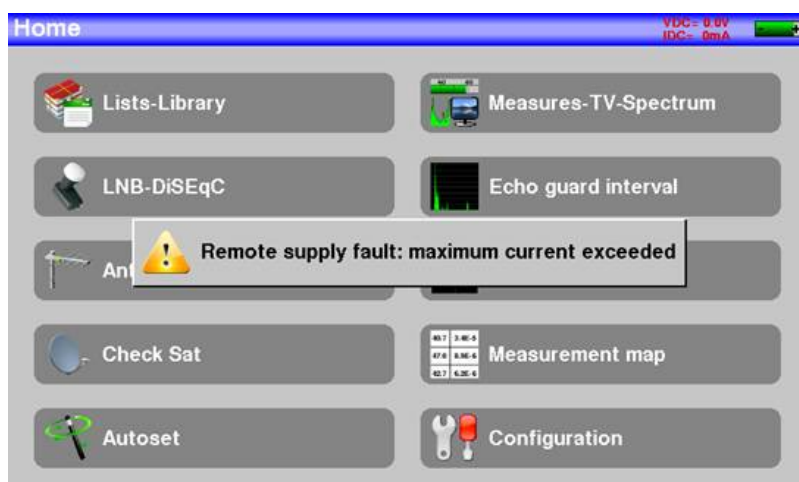 Home
VDC= 0.0V
IDC= 0mA
Lists-Library
Measures-TV-Spectrum
LNB-DiSEqC
Echo guard interval
Remote supply fault: maximum current exceeded
Check Sat
Measurement map
Autoset
Configuration